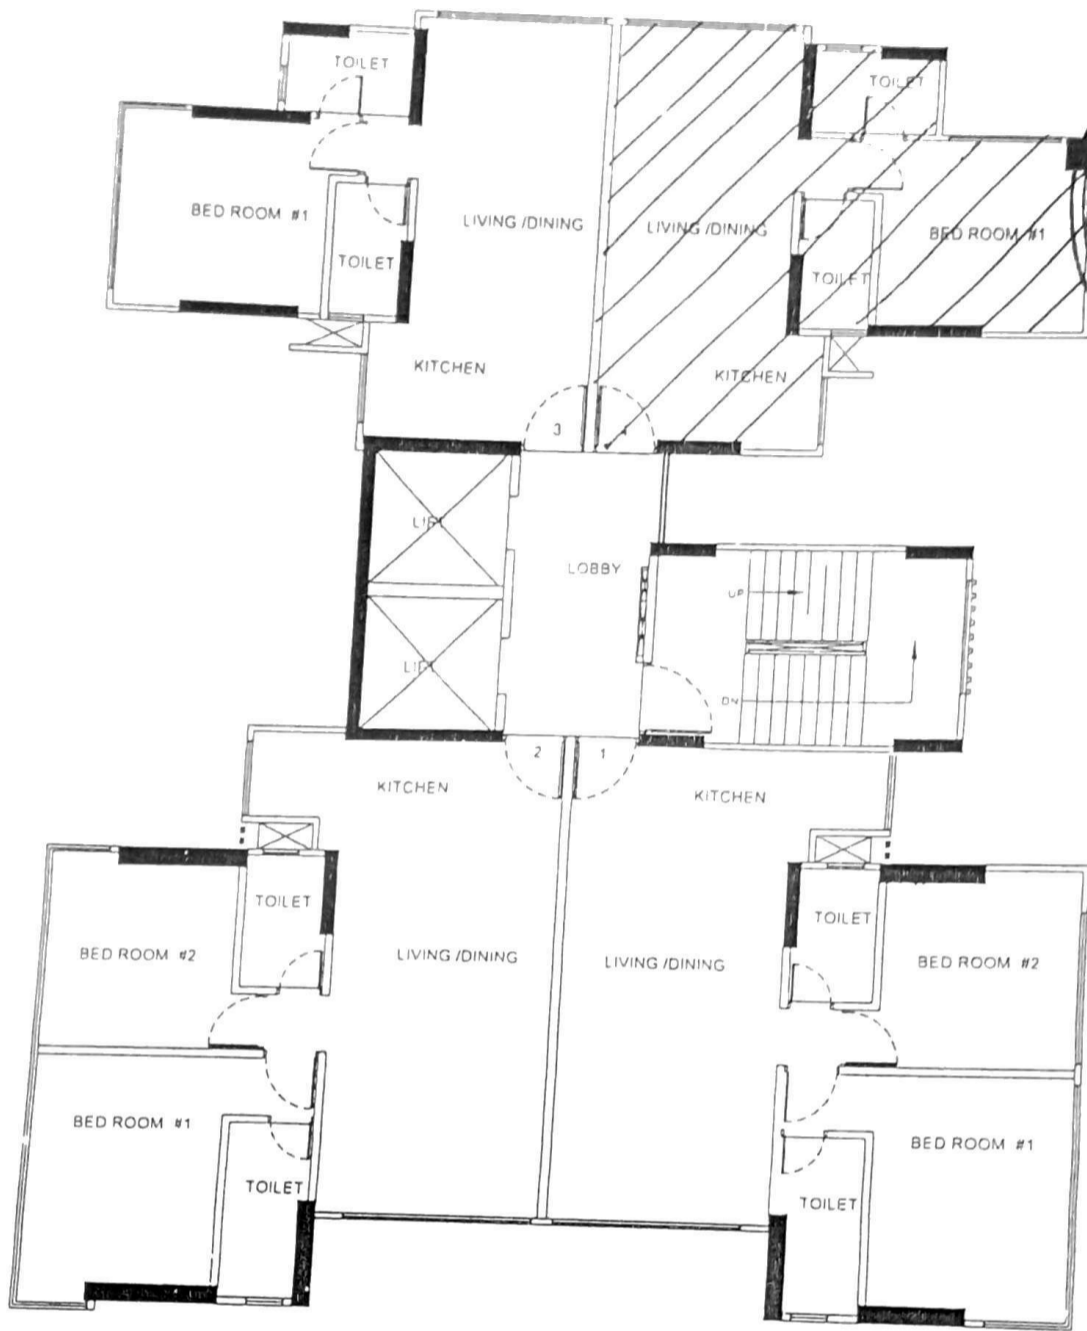 TOILET
TOILET
BED ROOM #1
LIVING /DINING
LIVING /DINING
BED ROOM #1
TOILET
TOILET
KITCHEN
KITCHEN
3
4
LIFT
LOBBY
UP
LIFT
DN
2
1
KITCHEN
KITCHEN
TOILET
TOILET
BED ROOM #2
LIVING /DINING
LIVING /DINING
BED ROOM #2
BED ROOM #1
BED ROOM #1
TOILET
TOILET